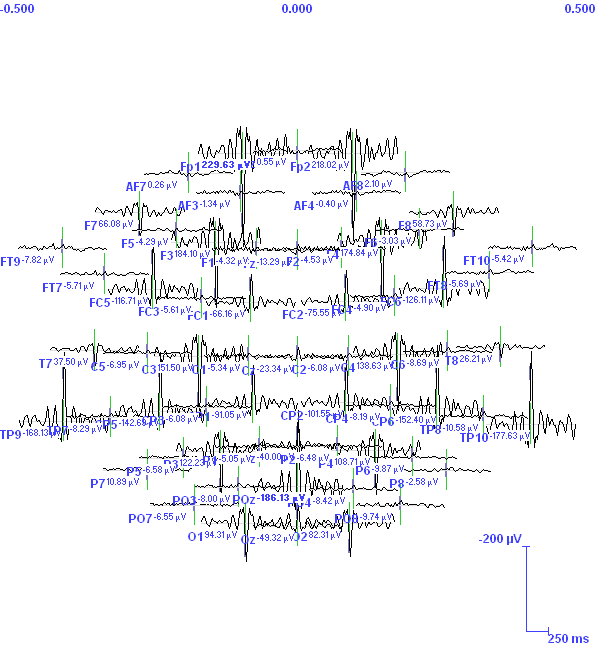 -0.500 0.000 0.500
Fp1 229.63 µV 0.55 µV Fp2 218.02 µV
AF7 0.26 µV AF8 2.10 µV
AF3 -1.34 µV AF4 -0.40 µV
F7 66.08 µV F8 58.73 µV
F5 -4.29 µV F6 -3.03 µV
F3 184.10 µV F1 -4.32 µV -13.29 µV F2 -4.53 µV 174.84 µV
FT9 -7.82 µV FT10 -5.42 µV
FT7 -5.71 µV -5.69 µV
FC5 -116.71 µV FC3 -5.61 µV FC1 -66.16 µV FC2 -75.55 µV -4.90 µV -126.11 µV
T7 37.50 µV C5 -6.95 µV C3 151.50 µV C1 -5.34 µV Cz -23.34 µV C2 -6.08 µV C4 138.63 µV C6 -8.69 µV T8 26.21 µV
TP9 -168.13 µV -8.29 µV -142.69 µV -6.08 µV -91.05 µV CP2 -101.55 µV CP4 -8.19 µV CP6 -152.40 µV TP8 -10.58 µV TP10 -177.63 µV
P7 10.89 µV P5 -6.58 µV P3 122.23 µV P1 -5.05 µV -40.00 µV P2 -6.48 µV P4 108.71 µV P6 -9.87 µV P8 -2.58 µV
PO7 -6.55 µV PO3 -8.00 µV POz -186.13 µV -8.42 µV -9.74 µV
O1 94.31 µV Oz -49.32 µV O2 82.31 µV
-200 µV
250 ms